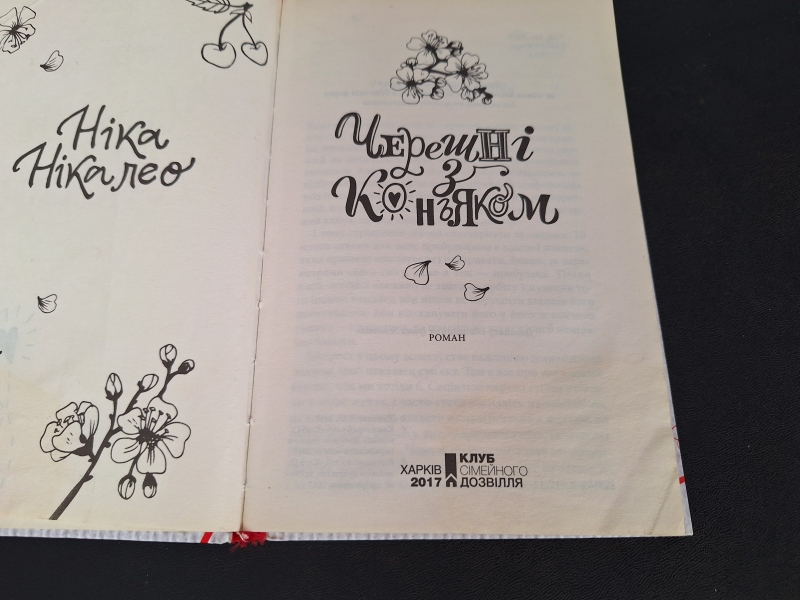 Ніка
Нікалео
Черешні
з
Коньяком
РОМАН
ХАРКІВ
2017
КЛУБ
СІМЕЙНОГО
ДОЗВІЛЛЯ